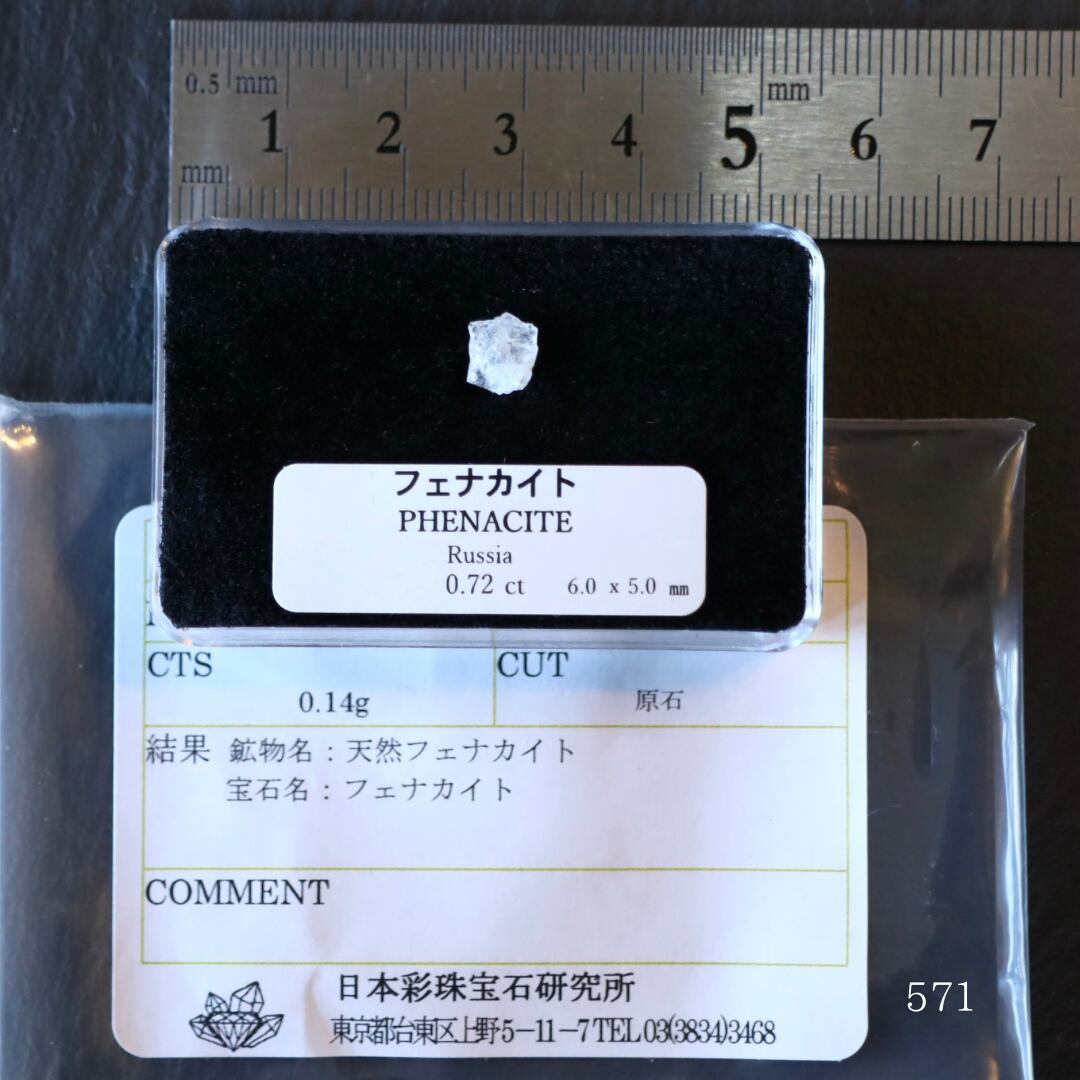 0.5 mm
mm
1 2 3 4 5 6 7
mm
フェナカイト
PHENACITE
Russia
0.72 ct 6.0 x 5.0 mm
CTS
0.14g
CUT
原石
結果 鉱物名：天然フェナカイト
宝石名：フェナカイト
COMMENT
日本彩珠宝石研究所
東京都台東区上野5-11-7 TEL 03(3834)3468
571